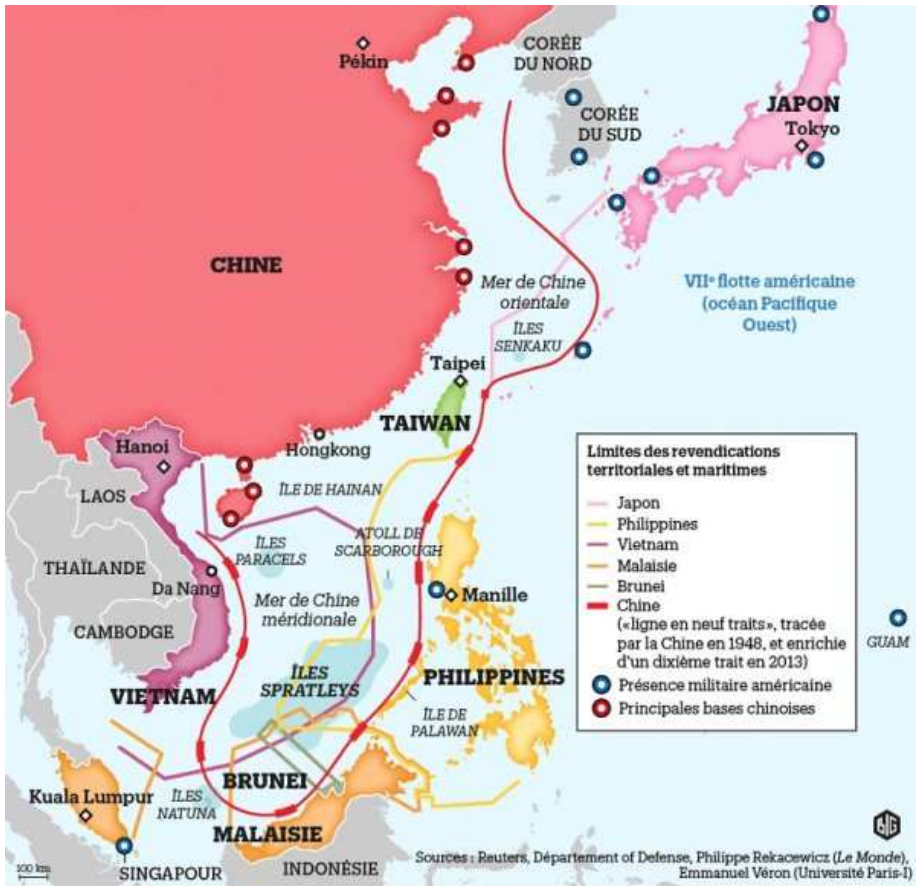 Pékin
CORÉE
DU NORD
CORÉE
DU SUD
JAPON
Tokyo
CHINE
Mer de Chine
orientale
ÎLES
SENKAKU
VIIe flotte américaine
(océan Pacifique
Ouest)
Taipei
TAIWAN
Hanoi
Hongkong
LAOS
ÎLE DE HAINAN
THAÏLANDE
ÎLES
PARACELS
ATOLL DE
SCARBOROUGH
Da Nang
Mer de Chine
méridionale
Manille
CAMBODGE
ÎLES
SPRATLEYS
PHILIPPINES
VIETNAM
ÎLE DE
PALAWAN
GUAM
BRUNEI
Kuala Lumpur
ÎLES
NATUNA
MALAISIE
SINGAPOUR
INDONÉSIE
100 km
Limites des revendications
territoriales et maritimes
Japon
Philippines
Vietnam
Malaisie
Brunei
Chine
(«ligne en neuf traits», tracée
par la Chine en 1948, et enrichie
d'un dixième trait en 2013)
Présence militaire américaine
Principales bases chinoises
BIG
Sources : Reuters, Département of Defense, Philippe Rekacewicz (Le Monde),
Emmanuel Véron (Université Paris-I)